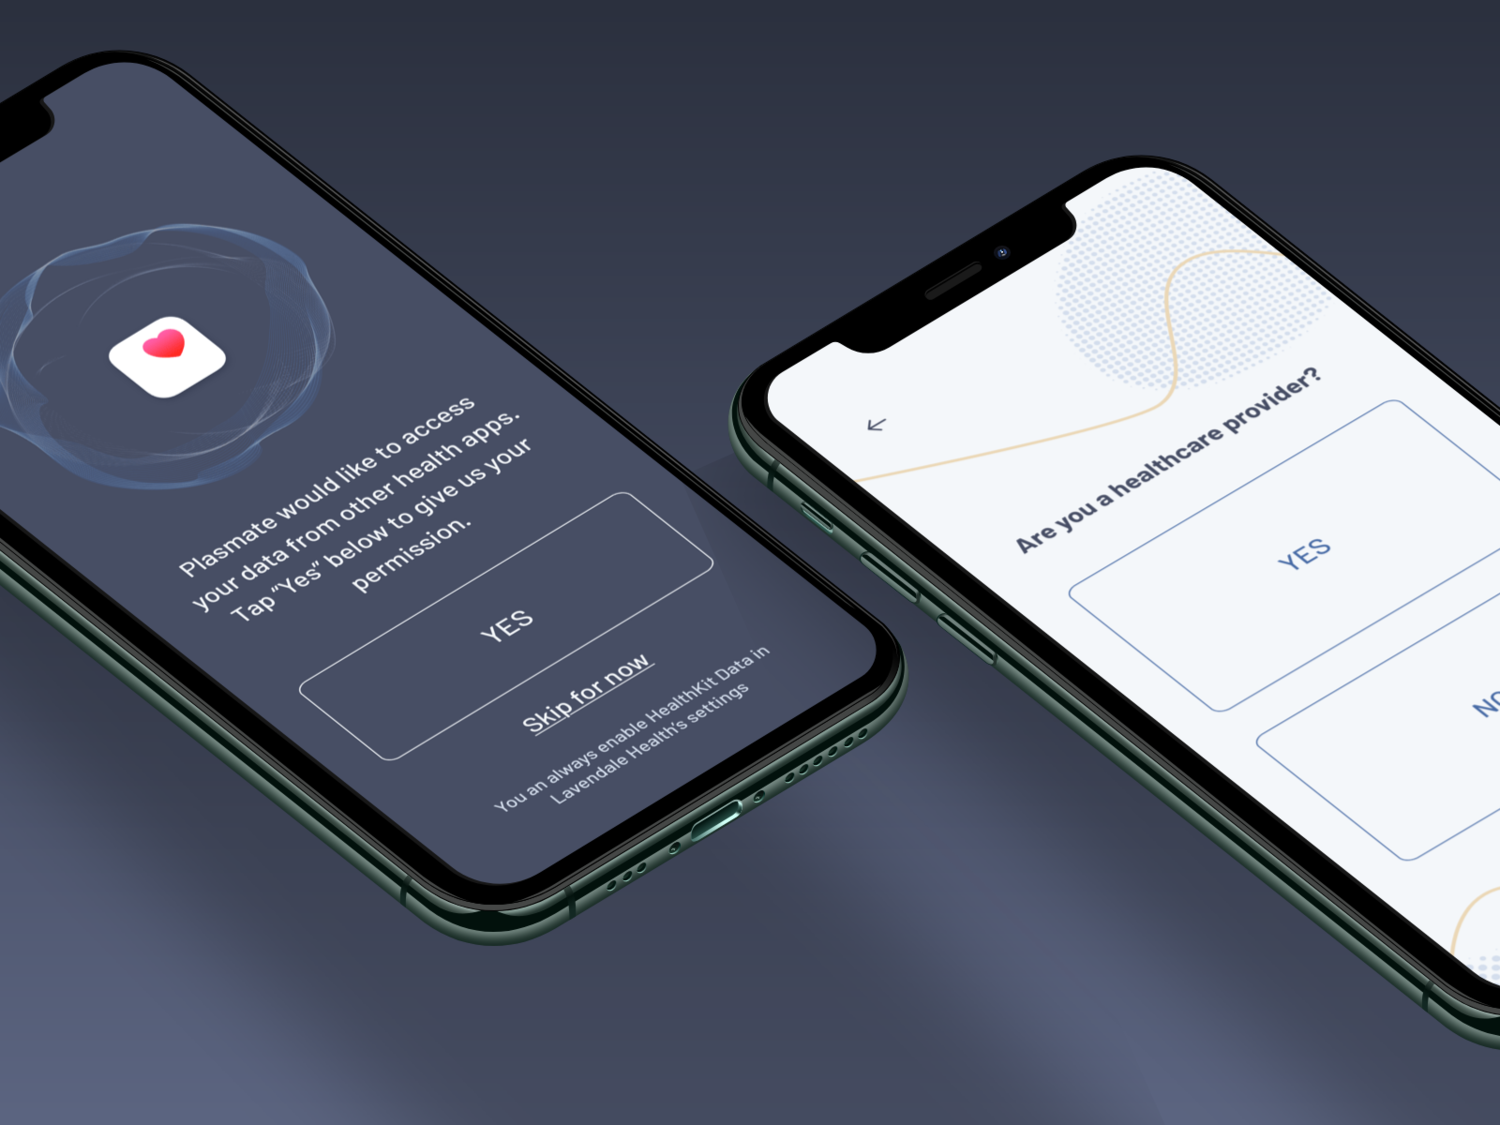 Plasmate would like to access
your data from other health apps.
Tap “Yes” below to give us your
permission.
YES
Skip for now
You an always enable HealthKit Data in
Lavendale Health's settings
Are you a healthcare provider?
YES